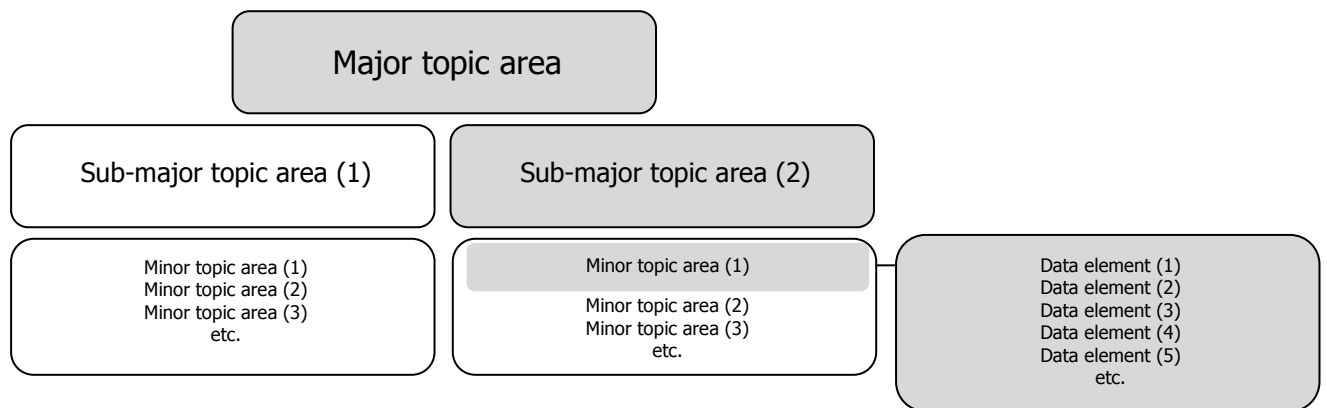 Major topic area
Sub-major topic area (1)
Sub-major topic area (2)
Minor topic area (1)
Minor topic area (2)
Minor topic area (3)
etc.
Minor topic area (1)
Minor topic area (2)
Minor topic area (3)
etc.
Data element (1)
Data element (2)
Data element (3)
Data element (4)
Data element (5)
etc.